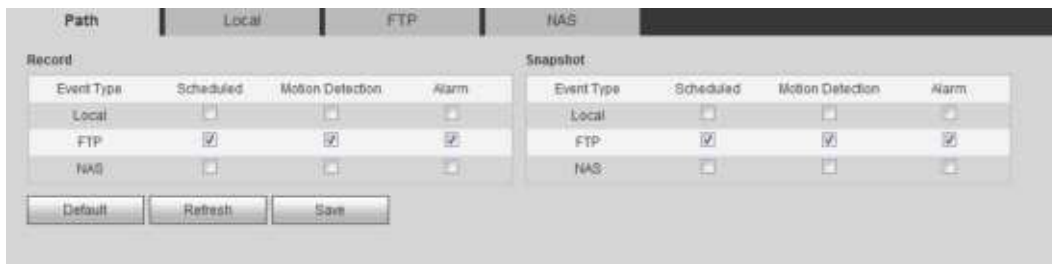 Path Local FTP NAS
Record Snapshot
Event Type Scheduled Motion Detection Alarm Event Type Scheduled Motion Detection Alarm
Local Local
FTP FTP
NAS NAS
Default Refresh Save